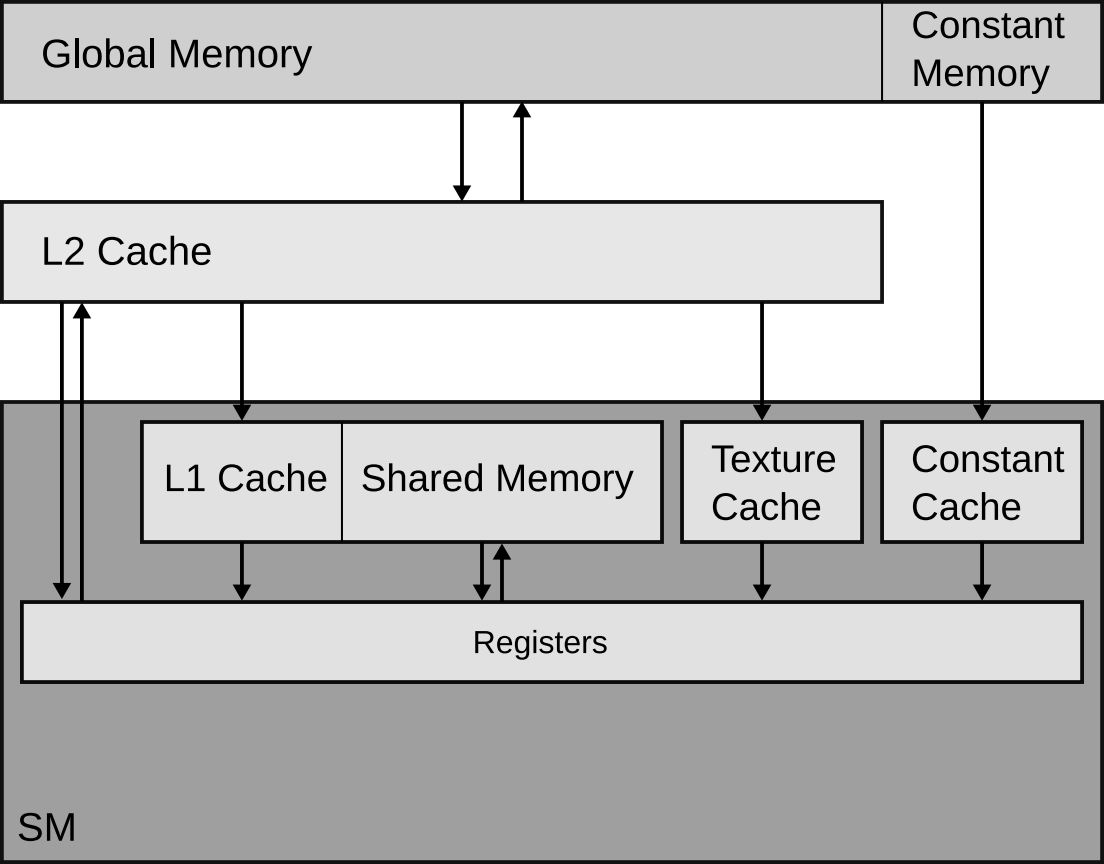 Global Memory
Constant
Memory
L2 Cache
L1 Cache
Shared Memory
Texture
Cache
Constant
Cache
Registers
SM